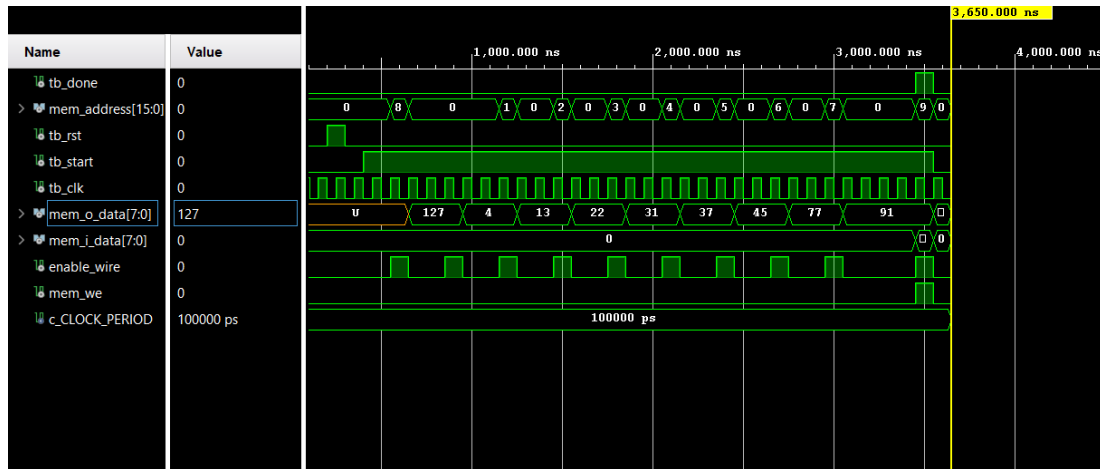 3,650.000 ns
Name Value 1,000.000 ns 2,000.000 ns 3,000.000 ns 4,000.000 ns
tb_done 0
mem_address[15:0] 0 0 8 0 1 0 2 0 3 0 4 0 5 0 6 0 7 0 9 0
tb_rst 0
tb_start 0
tb_clk 0
mem_o_data[7:0] 127 U 127 4 13 22 31 37 45 77 91
mem_i_data[7:0] 0 0 0
enable_wire 0
mem_we 0
c_CLOCK_PERIOD 100000 ps 100000 ps